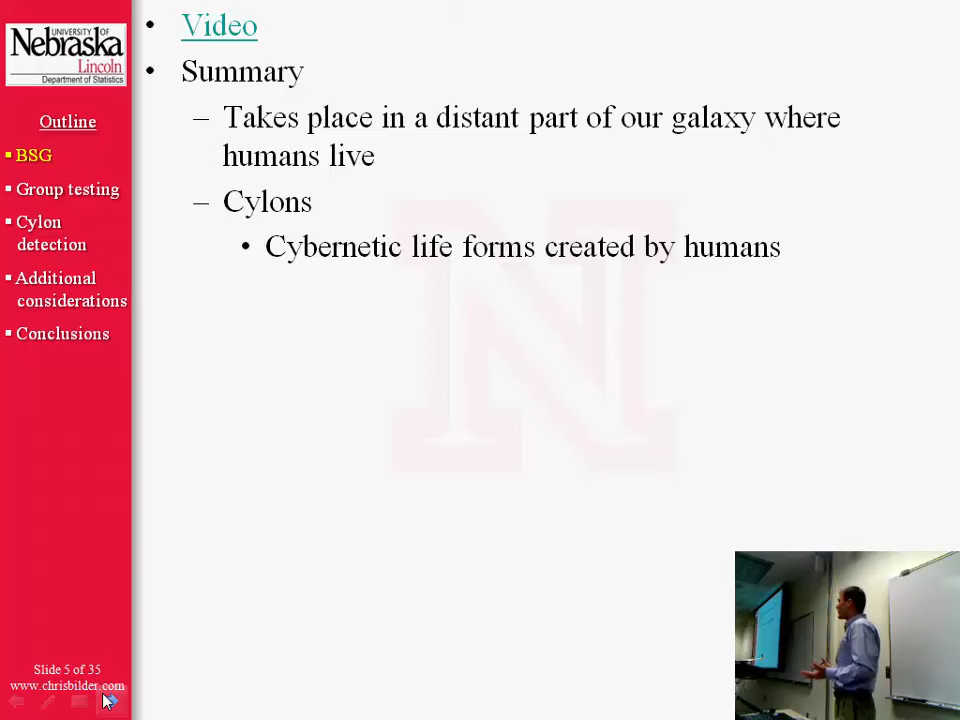 UNIVERSITY OF
Nebraska
Lincoln
Department of Statistics
Outline
▪ BSG
▪ Group testing
▪ Cylon
detection
▪ Additional
considerations
▪ Conclusions
Slide 5 of 35
www.chrisbilder.com
• Video
• Summary
– Takes place in a distant part of our galaxy where
humans live
– Cylons
• Cybernetic life forms created by humans
N